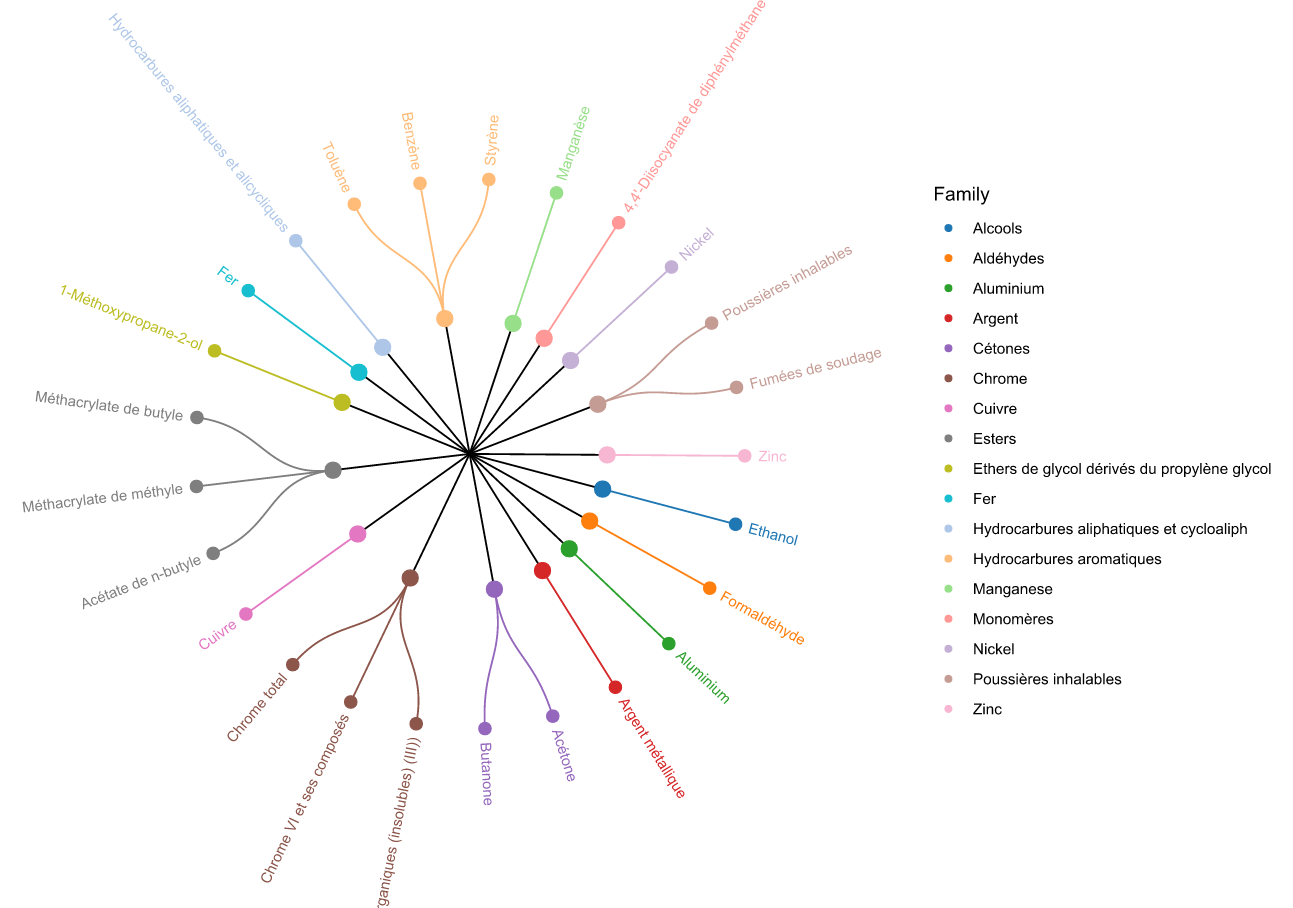 Hydrocarbures aliphatiques et alicycliques
Toluène
Benzène
Styrène
Manganèse
4,4'-Diisocyanate de diphénylméthane
Nickel
Poussières inhalables
Fumées de soudage
Zinc
Ethanol
Formaldéhyde
Aluminium
Argent métallique
Acétone
Butanone
(insolubles) (III))
Chrome VI et ses composés
Chrome total
Cuivre
Acétate de n-butyle
Méthacrylate de méthyle
Méthacrylate de butyle
1-Méthoxypropane-2-ol
Fer
Family
Alcools
Aldéhydes
Aluminium
Argent
Cétones
Chrome
Cuivre
Esters
Ethers de glycol dérivés du propylène glycol
Fer
Hydrocarbures aliphatiques et cycloaliph
Hydrocarbures aromatiques
Manganese
Monomères
Nickel
Poussières inhalables
Zinc